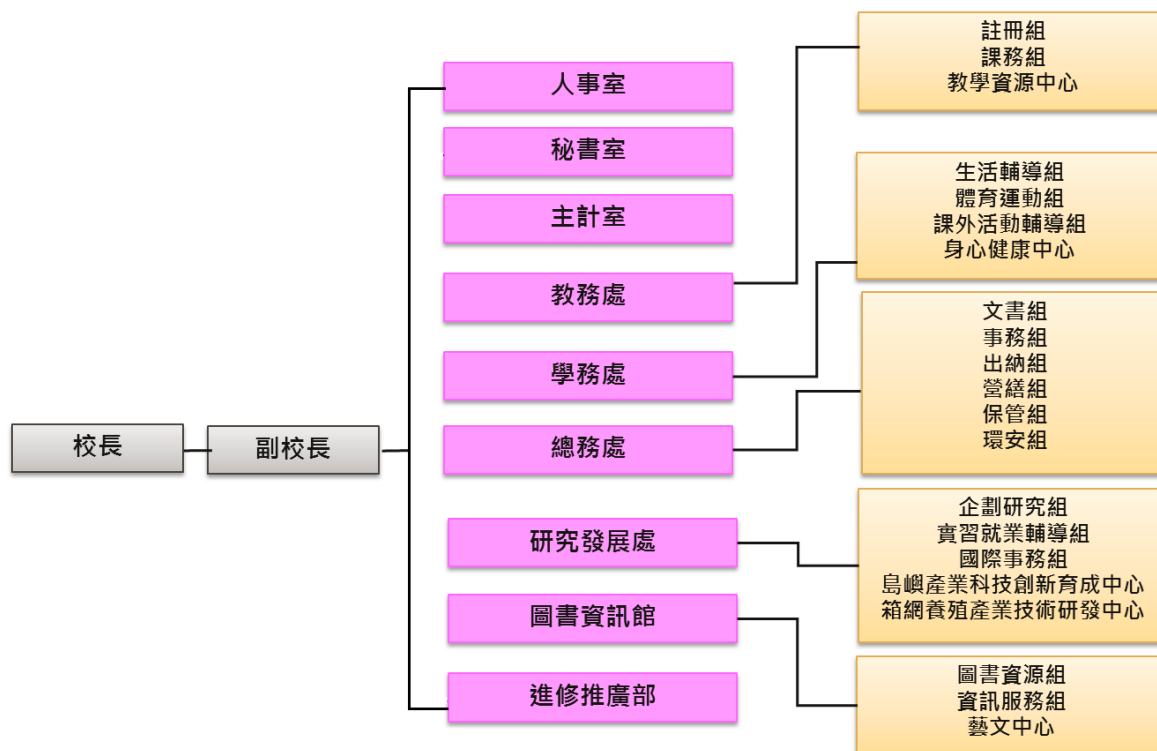 校長
副校長
人事室
秘書室
主計室
教務處
學務處
總務處
研究發展處
圖書資訊館
進修推廣部
註冊組
課務組
教學資源中心
生活輔導組
體育運動組
課外活動輔導組
身心健康中心
文書組
事務組
出納組
營繕組
保管組
環安組
企劃研究組
實習就業輔導組
國際事務組
島嶼產業科技創新育成中心
箱網養殖產業技術研發中心
圖書資源組
資訊服務組
藝文中心